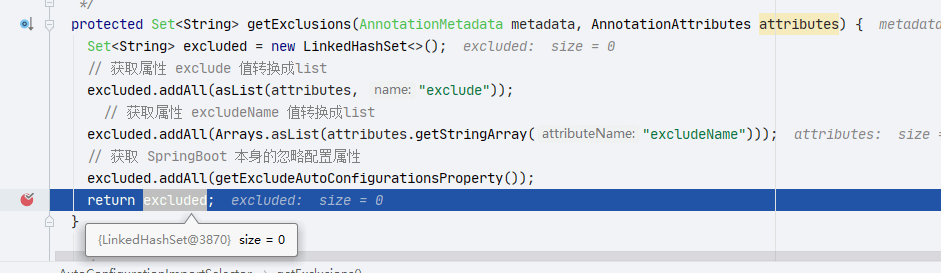 */
protected Set<String> getExclusions(AnnotationMetadata metadata, AnnotationAttributes attributes) { metadata
Set<String> excluded = new LinkedHashSet<>(); excluded: size = 0
// 获取属性 exclude 值转换成list
excluded.addAll(asList(attributes, name: "exclude"));
// 获取属性 excludeName 值转换成list
excluded.addAll(Arrays.asList(attributes.getStringArray( attributeName: "excludeName"))); attributes: size =
// 获取 SpringBoot 本身的忽略配置属性
excluded.addAll(getExcludeAutoConfigurationsProperty());
return excluded; excluded: size = 0
}
{LinkedHashSet@3870} size = 0
AutoConfigurationImportSelector > getExclusions()